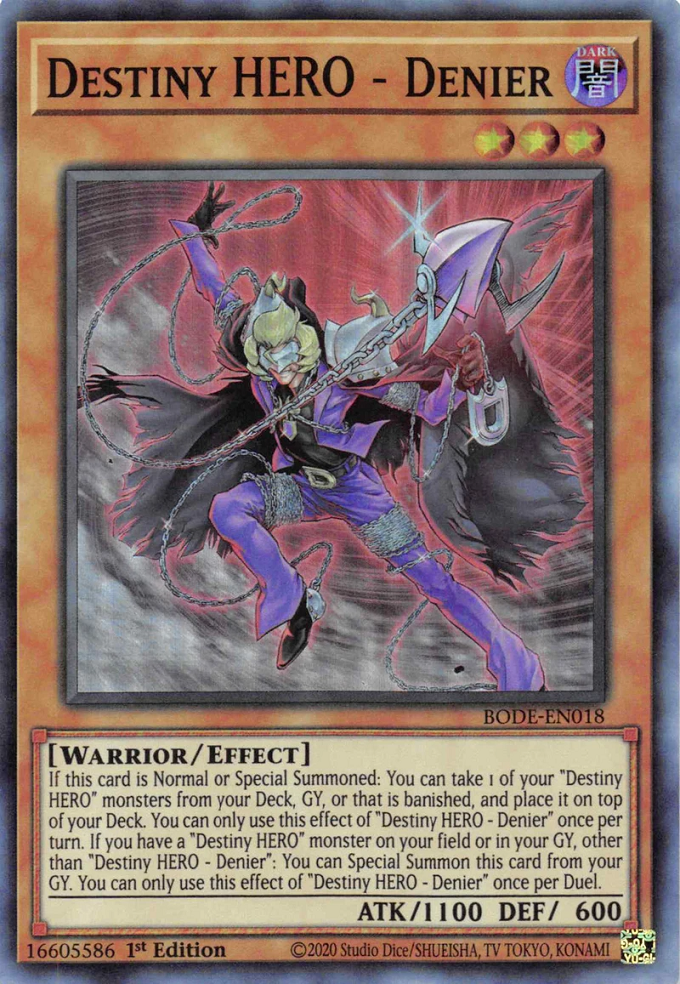 DESTINY HERO - DENIER
DARK
闇
D
D
BODE-EN018
[WARRIOR/EFFECT]
If this card is Normal or Special Summoned: You can take 1 of your "Destiny
HERO" monsters from your Deck, GY, or that is banished, and place it on top
of your Deck. You can only use this effect of "Destiny HERO - Denier" once per
turn. If you have a "Destiny HERO" monster on your field or in your GY, other
than "Destiny HERO - Denier": You can Special Summon this card from your
GY. You can only use this effect of "Destiny HERO - Denier" once per Duel.
ATK/1100 DEF/ 600
16605586 1st Edition ©2020 Studio Dice/SHUEISHA, TV TOKYO, KONAMI